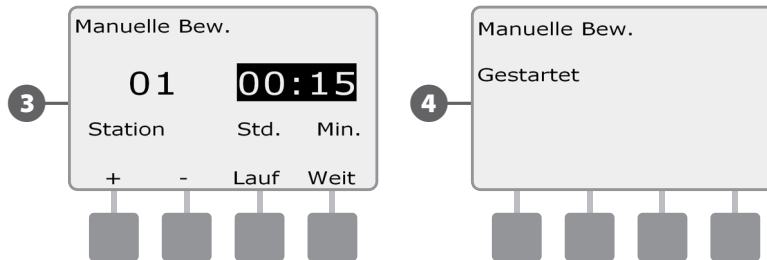 3
Manuelle Bew.
01 00:15
Station Std. Min.
+ - Lauf Weit
4
Manuelle Bew.
Gestartet